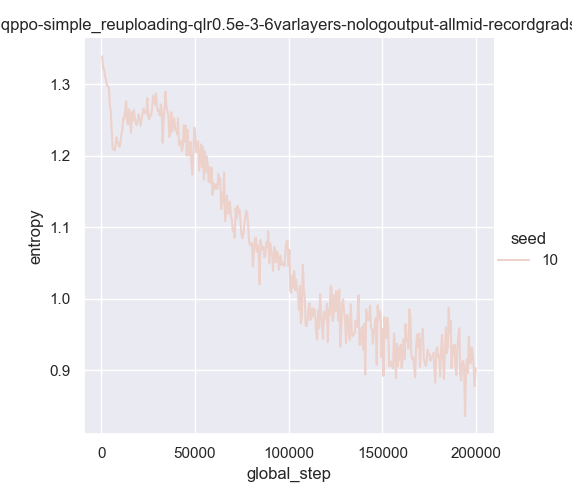 qppo-simple_reuploading-qlr0.5e-3-6varlayers-nologoutput-allmid-recordgrads
1.3
1.2
1.1
1.0
0.9
entropy
0
50000
100000
150000
200000
global_step
seed
10